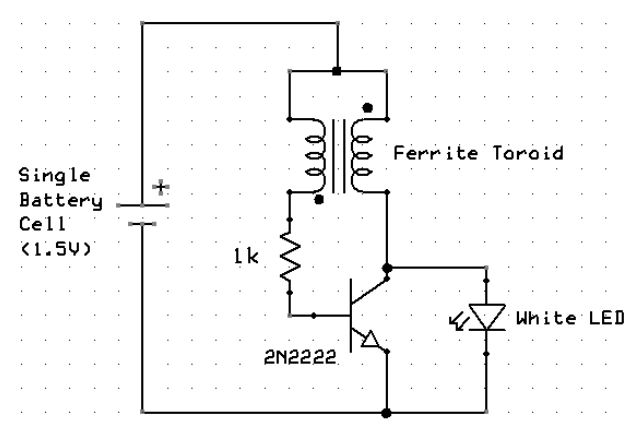 Ferrite Toroid
Single
Battery
Cell
(1.5V)
+
1k
White LED
2N2222